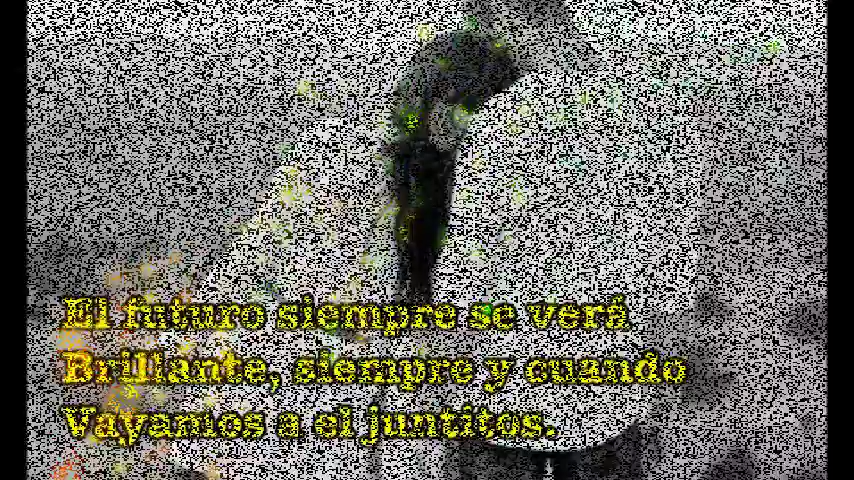 El futuro siempre se verá
Brillante, siempre y cuando
Vayamos a el juntitos.